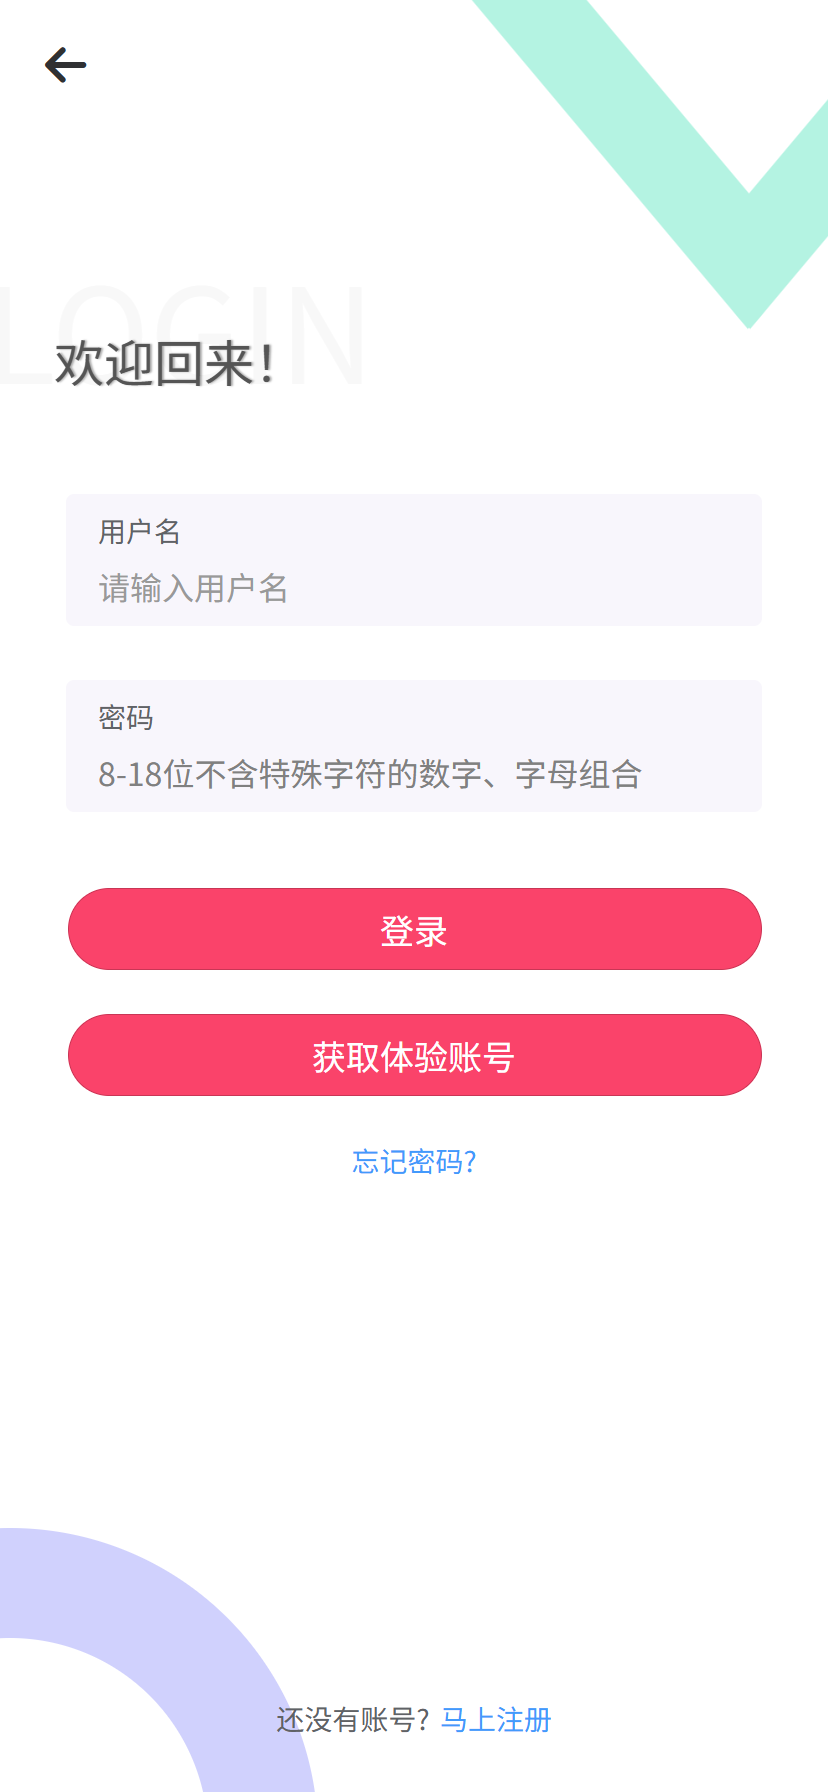 LOGIN
欢迎回来！
用户名
请输入用户名
密码
8-18位不含特殊字符的数字、字母组合
登录
获取体验账号
忘记密码?
还没有账号? 马上注册